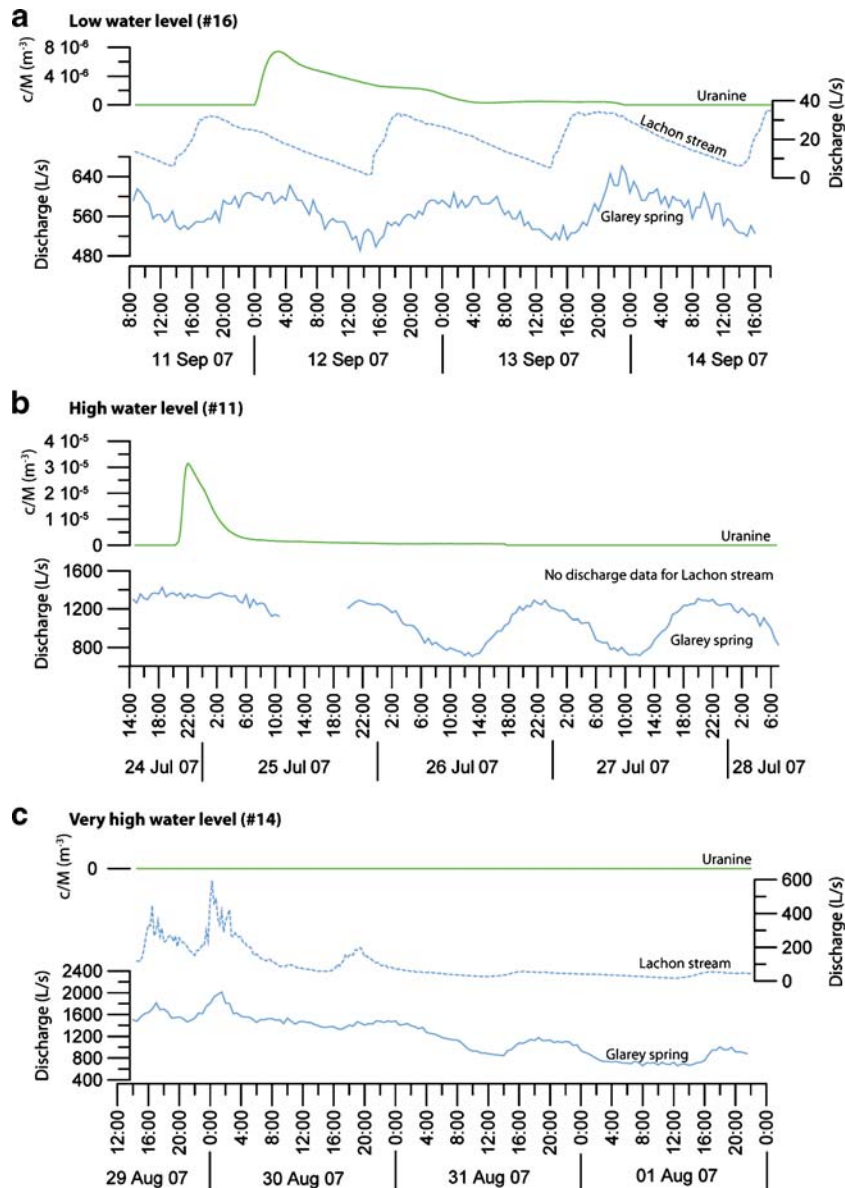 a Low water level (#16)
c/M (m-3)
8 10-6
4 10-6
0
Uranine
Lachon stream
40
20
0
Discharge (L/s)
Discharge (L/s)
640
560
480
Glarey spring
8:00 12:00 16:00 20:00 0:00 4:00 8:00 12:00 16:00 20:00 0:00 4:00 8:00 12:00 16:00 20:00 0:00 4:00 8:00 12:00 16:00
11 Sep 07 12 Sep 07 13 Sep 07 14 Sep 07
b High water level (#11)
c/M (m-3)
4 10-5
3 10-5
2 10-5
1 10-5
0
Uranine
Discharge (L/s)
1600
1200
800
No discharge data for Lachon stream
Glarey spring
14:00 18:00 22:00 2:00 6:00 10:00 14:00 18:00 22:00 2:00 6:00 10:00 14:00 18:00 22:00 2:00 6:00 10:00 14:00 18:00 22:00 2:00 6:00
24 Jul 07 25 Jul 07 26 Jul 07 27 Jul 07 28 Jul 07
c Very high water level (#14)
c/M (m-3)
0
Uranine
600
400
200
0
Discharge (L/s)
Lachon stream
Discharge (L/s)
2400
2000
1600
1200
800
400
Glarey spring
12:00 16:00 20:00 0:00 4:00 8:00 12:00 16:00 20:00 0:00 4:00 8:00 12:00 16:00 20:00 0:00 4:00 8:00 12:00 16:00 20:00 0:00
29 Aug 07 30 Aug 07 31 Aug 07 01 Aug 07